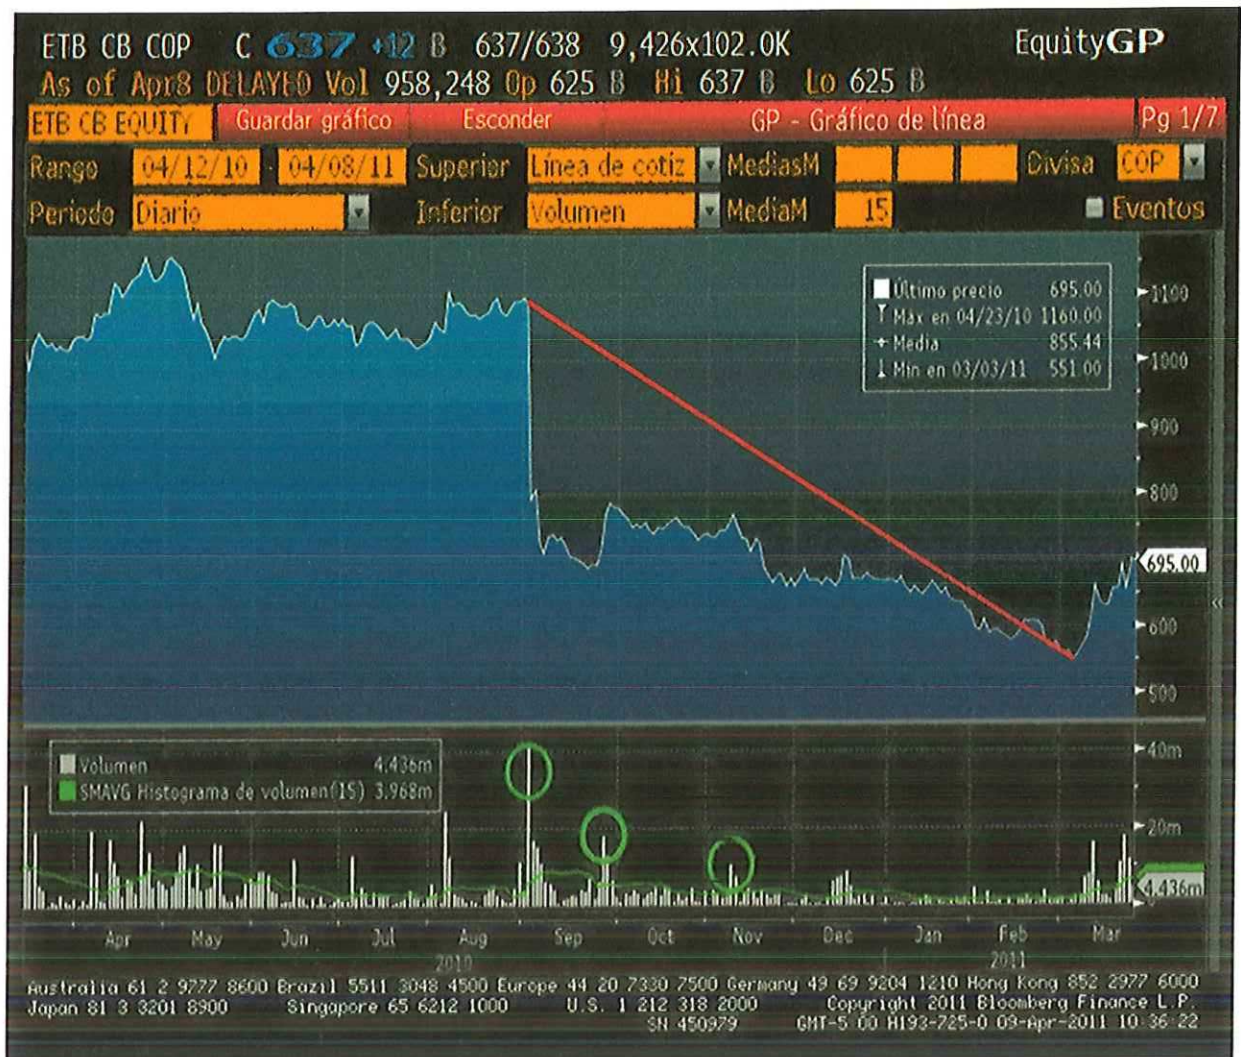 ETB CB COP C 637 +12 B 637/638 9,426x102.0K EquityGP
As of Apr8 DELAYED Vol 958,248 Op 625 B Hi 637 B Lo 625 B
ETB CB EQUITY Guardar gráfico Esconder GP - Gráfico de línea Pg 1/7
Rango 04/12/10 - 04/08/11 Superior Línea de cotiz MediasM Divisa COP
Periodo Diario Inferior Volumen MediaM 15 Eventos
Último precio 695.00
Máx en 04/23/10 1160.00
Media 855.44
Mín en 03/03/11 551.00
1100
1000
900
800
695.00
600
500
Volumen 4.436m
SMAVG Histograma de volumen(15) 3.968m
40m
20m
4.436m
Apr May Jun Jul Aug Sep Oct Nov Dec Jan Feb Mar
2010 2011
Australia 61 2 9777 8600 Brazil 5511 3048 4500 Europe 44 20 7330 7500 Germany 49 69 9204 1210 Hong Kong 852 2977 6000
Japan 81 3 3201 8900 Singapore 65 6212 1000 U.S. 1 212 318 2000 Copyright 2011 Bloomberg Finance L.P.
SN 450979 GMT-5:00 H193-725-0 09-Apr-2011 10:36:22